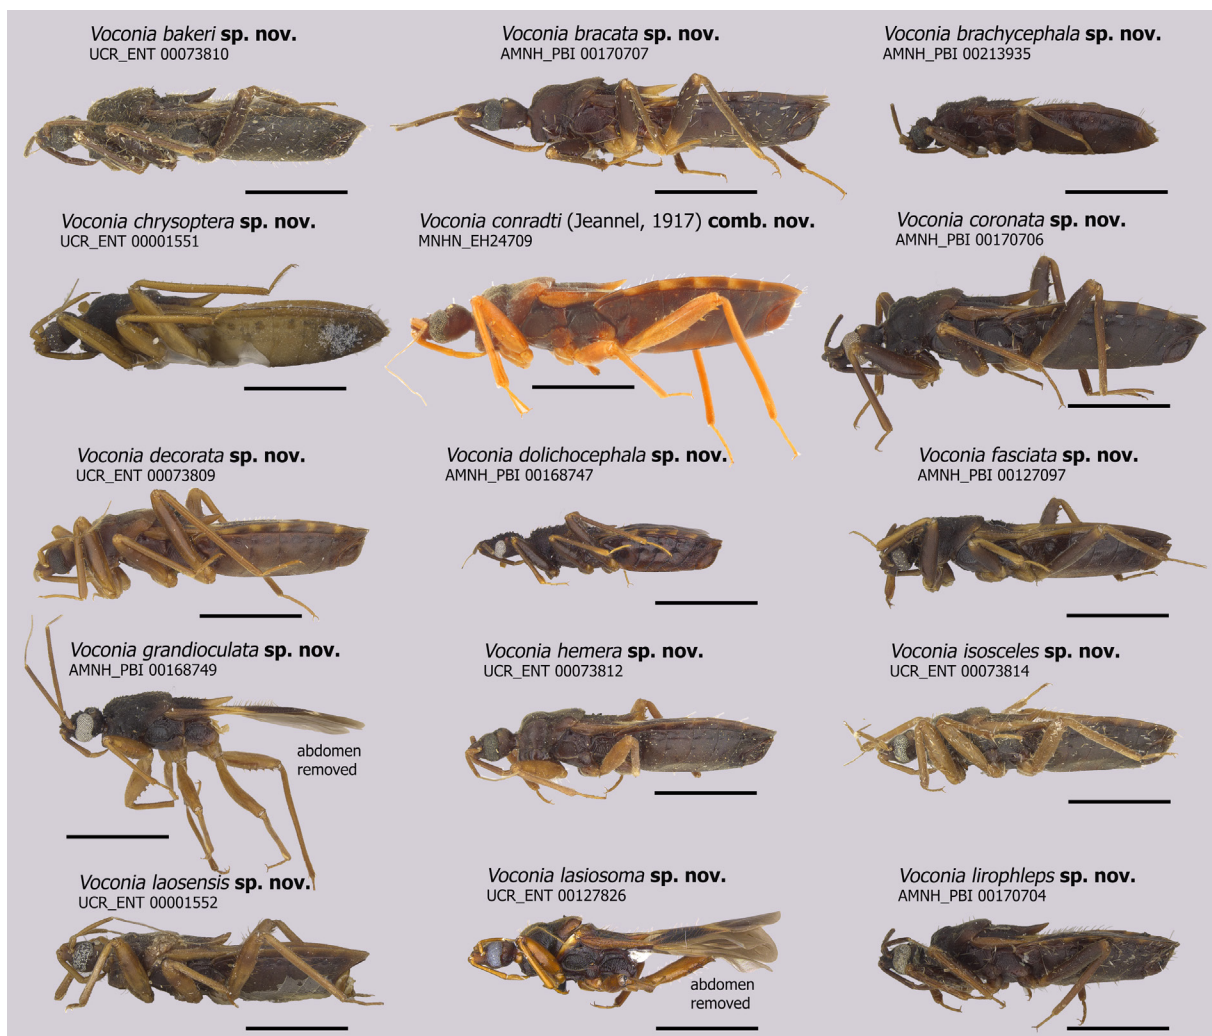 Voconia bakeri sp. nov.
UCR_ENT 00073810
Voconia bracata sp. nov.
AMNH_PBI 00170707
Voconia brachycephala sp. nov.
AMNH_PBI 00213935
Voconia chrysoptera sp. nov.
UCR_ENT 00001551
Voconia conradti (Jeannel, 1917) comb. nov.
MNHN_EH24709
Voconia coronata sp. nov.
AMNH_PBI 00170706
Voconia decorata sp. nov.
UCR_ENT 00073809
Voconia dolichocephala sp. nov.
AMNH_PBI 00168747
Voconia fasciata sp. nov.
AMNH_PBI 00127097
Voconia grandioculata sp. nov.
AMNH_PBI 00168749
abdomen
removed
Voconia hemera sp. nov.
UCR_ENT 00073812
Voconia isosceles sp. nov.
UCR_ENT 00073814
Voconia laosensis sp. nov.
UCR_ENT 00001552
Voconia lasiosoma sp. nov.
UCR_ENT 00127826
abdomen
removed
Voconia lirophleps sp. nov.
AMNH_PBI 00170704